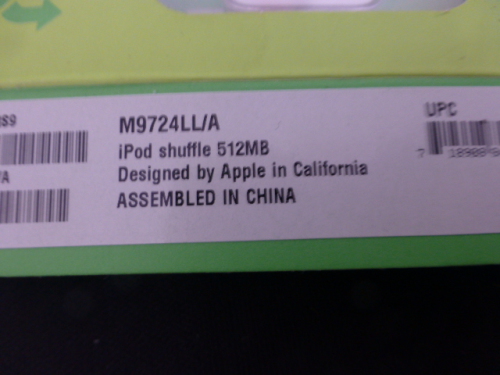 M9724LL/A
iPod shuffle 512MB
Designed by Apple in California
ASSEMBLED IN CHINA
UPC